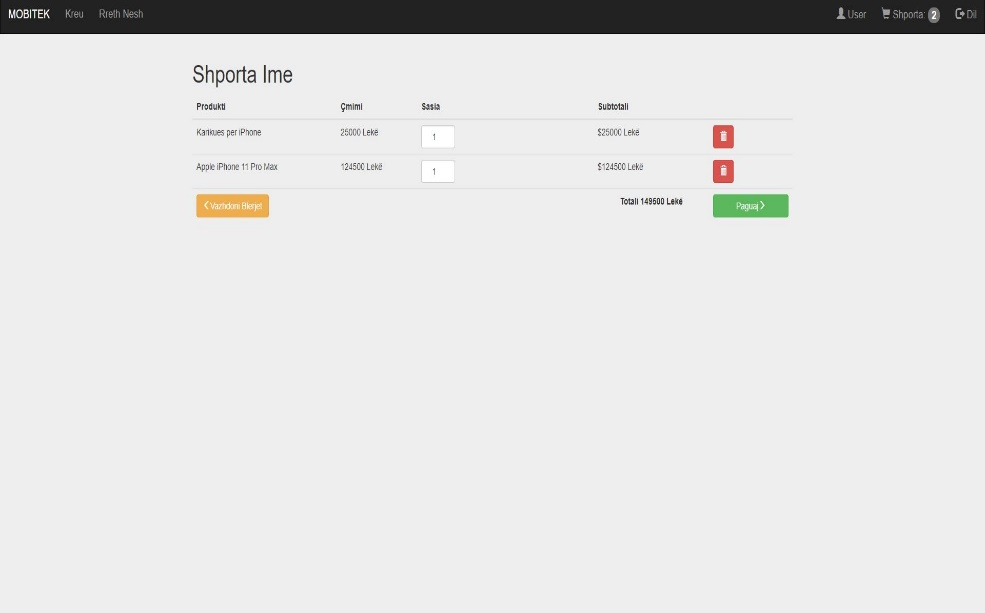 MOBITEK Kreu Rreth Nesh User Shporta: 2 Dil
Shporta Ime
Produkti Çmimi Sasia Subtotali
Karikues per iPhone 25000 Lekë 1 $25000 Lekë
Apple iPhone 11 Pro Max 124500 Lekë 1 $124500 Lekë
Vazhdoni Blerjet Totali 149500 Lekë Paguaj